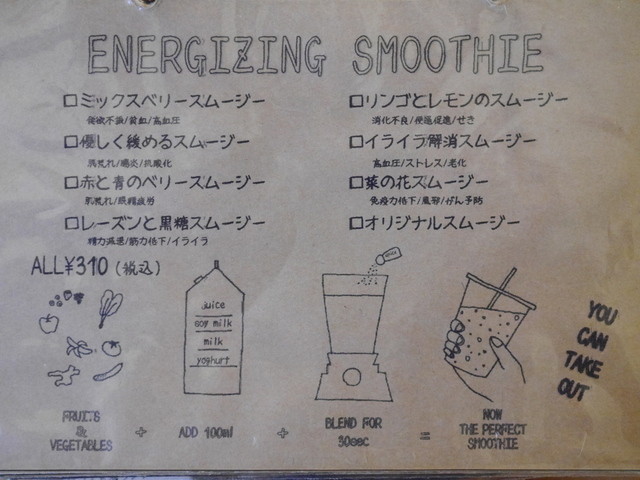 ENERGIZING SMOOTHIE
□ミックスベリースムージー
食欲不振/貧血/高血圧
□優しく緩めるスムージー
肌荒れ/腸炎/抗酸化
□赤と青のベリースムージー
肌荒れ/眼精疲労
□レーズンと黒糖スムージー
精力減退/筋力低下/イライラ
□リンゴとレモンのスムージー
消化不良/便通促進/せき
□イライラ解消スムージー
高血圧/ストレス/老化
□菜の花スムージー
免疫力低下/風邪/がん予防
□オリジナルスムージー
ALL¥310(税込)
juice
soy milk
milk
yoghurt
YOU
CAN
TAKE
OUT
FRUITS
&
VEGETABLES
+
ADD 100ml
+
BLEND FOR
30sec
=
NOW
THE PERFECT
SMOOTHIE